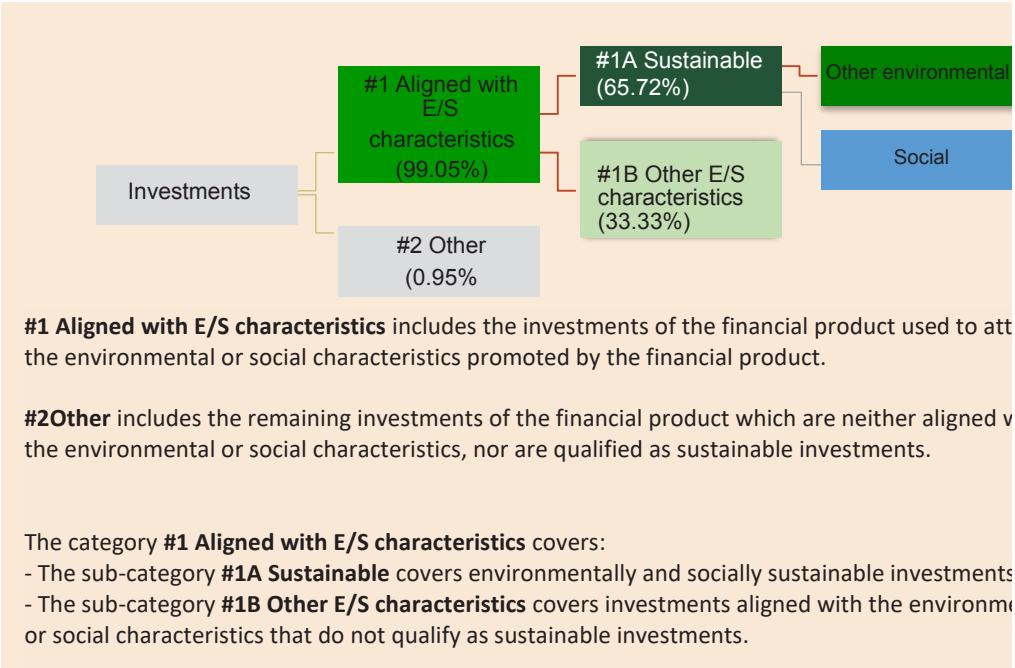 Investments
#1 Aligned with
E/S
characteristics
(99.05%)
#2 Other
(0.95%
#1A Sustainable
(65.72%)
#1B Other E/S
characteristics
(33.33%)
Other environmental
Social
#1 Aligned with E/S characteristics includes the investments of the financial product used to att
the environmental or social characteristics promoted by the financial product.
#2Other includes the remaining investments of the financial product which are neither aligned w
the environmental or social characteristics, nor are qualified as sustainable investments.
The category #1 Aligned with E/S characteristics covers:
- The sub-category #1A Sustainable covers environmentally and socially sustainable investments
- The sub-category #1B Other E/S characteristics covers investments aligned with the environme
or social characteristics that do not qualify as sustainable investments.